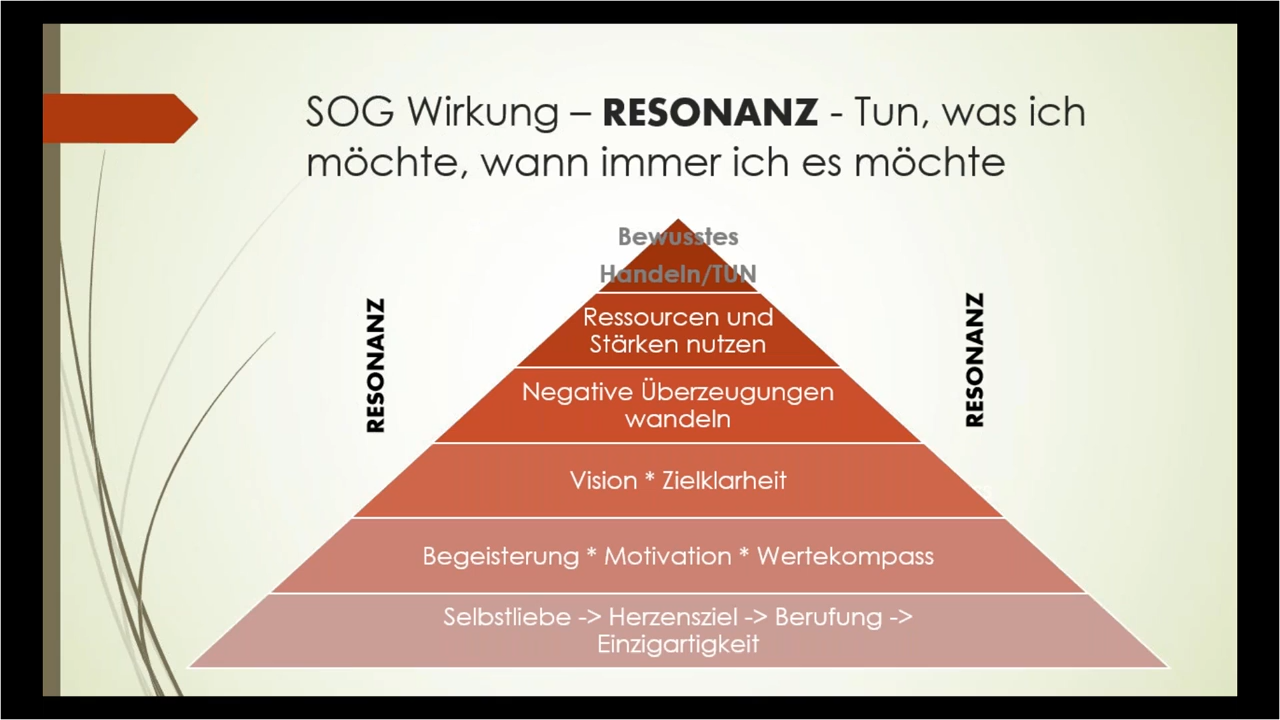 SOG Wirkung – RESONANZ - Tun, was ich
möchte, wann immer ich es möchte
Bewusstes
Handeln/TUN
RESONANZ
RESONANZ
Ressourcen und
Stärken nutzen
Negative Überzeugungen
wandeln
Vision * Zielklarheit
Begeisterung * Motivation * Wertekompass
Selbstliebe -> Herzensziel -> Berufung ->
Einzigartigkeit